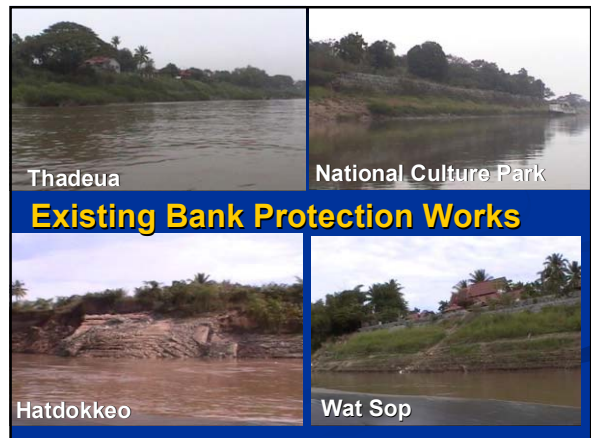 Thadeua
National Culture Park
Existing Bank Protection Works
Hatdokkeo
Wat Sop